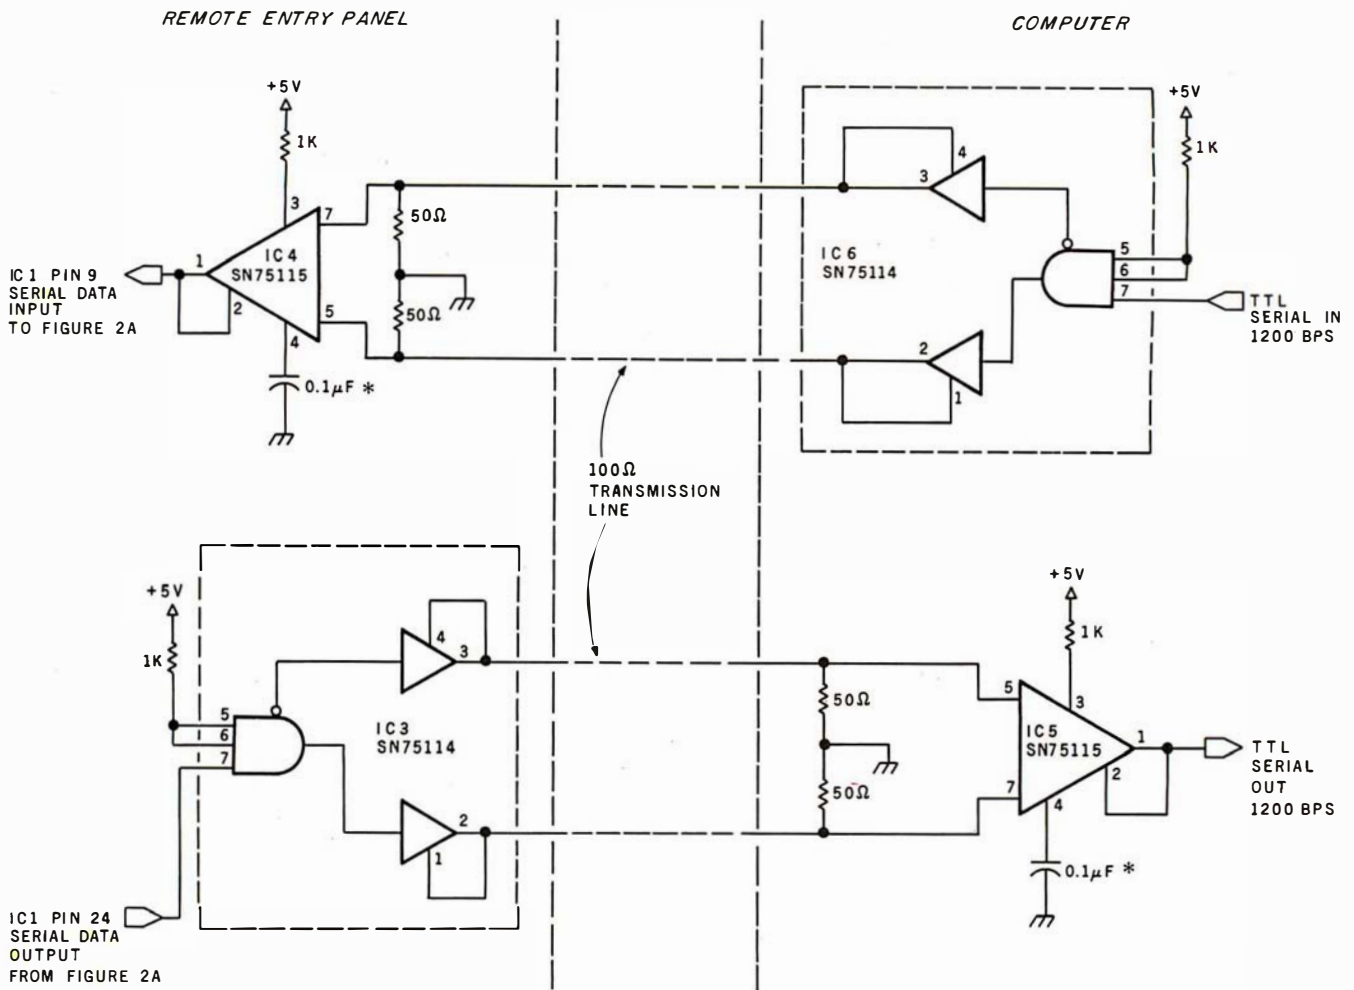 REMOTE ENTRY PANEL
COMPUTER
+5V
1K
3
7
1
IC4
SN75115
2
5
4
0.1µF *
50Ω
50Ω
IC1 PIN 9
SERIAL DATA
INPUT
TO FIGURE 2A
+5V
1K
4
3
IC6
SN75114
5
6
7
2
1
TTL
SERIAL IN
1200 BPS
100Ω
TRANSMISSION
LINE
+5V
1K
5
6
7
4
3
IC3
SN75114
2
1
IC1 PIN 24
SERIAL DATA
OUTPUT
FROM FIGURE 2A
50Ω
50Ω
+5V
1K
5
3
IC5
SN75115
1
2
7
4
0.1µF *
TTL
SERIAL
OUT
1200 BPS